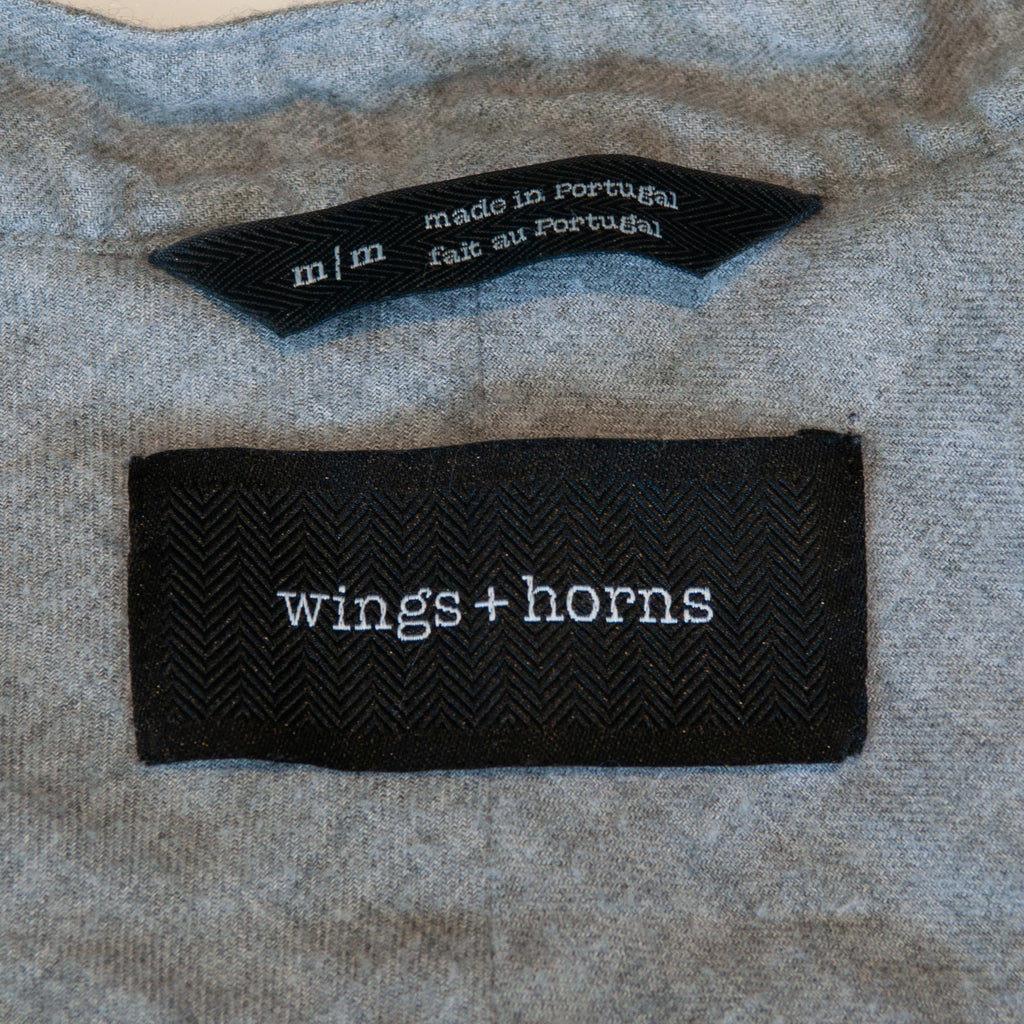 m/m
made in Portugal
fait au Portugal
wings+horns